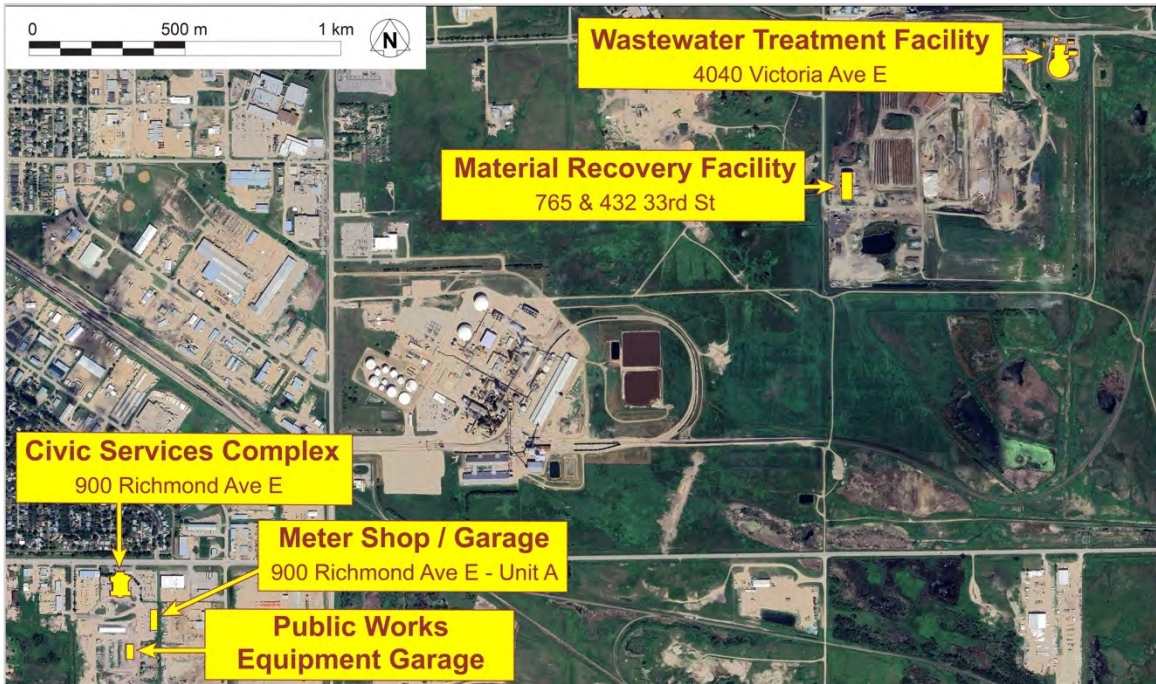 0 500 m 1 km
N
Wastewater Treatment Facility
4040 Victoria Ave E
Material Recovery Facility
765 & 432 33rd St
Civic Services Complex
900 Richmond Ave E
Meter Shop / Garage
900 Richmond Ave E - Unit A
Public Works
Equipment Garage